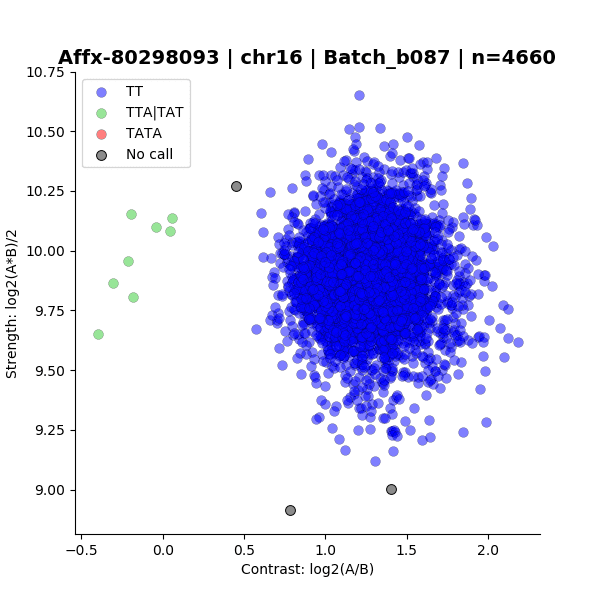 Affx-80298093 | chr16 | Batch_b087 | n=4660
TT
TTA|TAT
TATA
No call
Strength: log2(A*B)/2
10.75
10.50
10.25
10.00
9.75
9.50
9.25
9.00
−0.5
0.0
0.5
1.0
1.5
2.0
Contrast: log2(A/B)